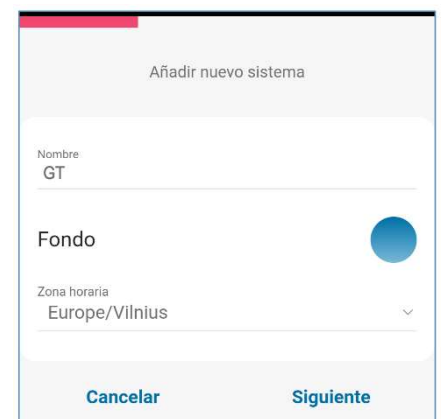 Añadir nuevo sistema
Nombre
GT
Fondo
Zona horaria
Europe/Vilnius
Cancelar Siguiente